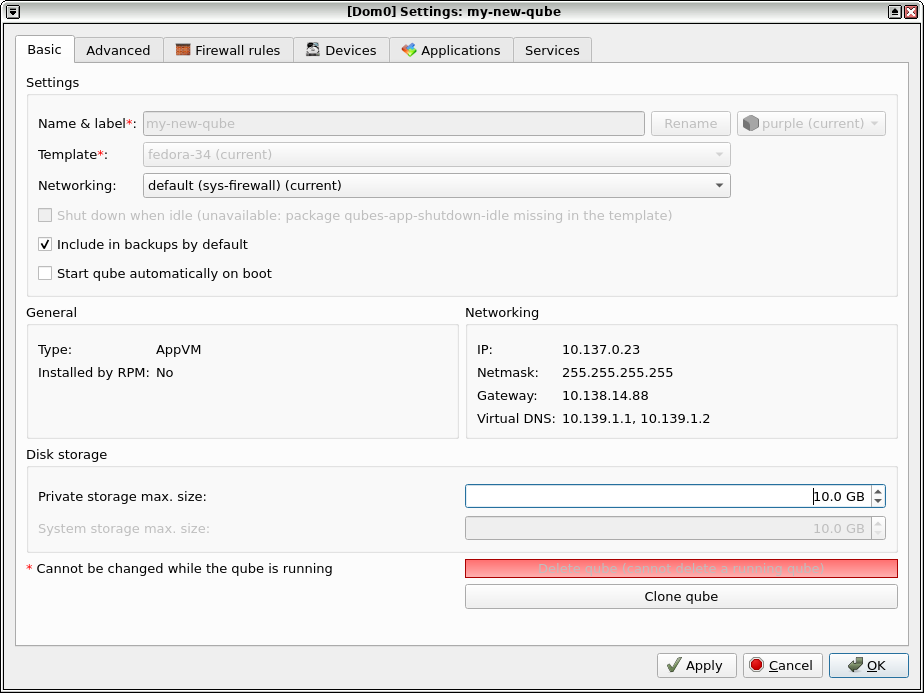 [Dom0] Settings: my-new-qube
Basic Advanced Firewall rules Devices Applications Services
Settings
Name & label*: my-new-qube Rename purple (current)
Template*: fedora-34 (current)
Networking: default (sys-firewall) (current)
Shut down when idle (unavailable: package qubes-app-shutdown-idle missing in the template)
Include in backups by default
Start qube automatically on boot
General
Type: AppVM
Installed by RPM: No
Networking
IP: 10.137.0.23
Netmask: 255.255.255.255
Gateway: 10.138.14.88
Virtual DNS: 10.139.1.1, 10.139.1.2
Disk storage
Private storage max. size: 10.0 GB
System storage max. size: 10.0 GB
* Cannot be changed while the qube is running
Delete qube (cannot delete a running qube)
Clone qube
Apply Cancel OK